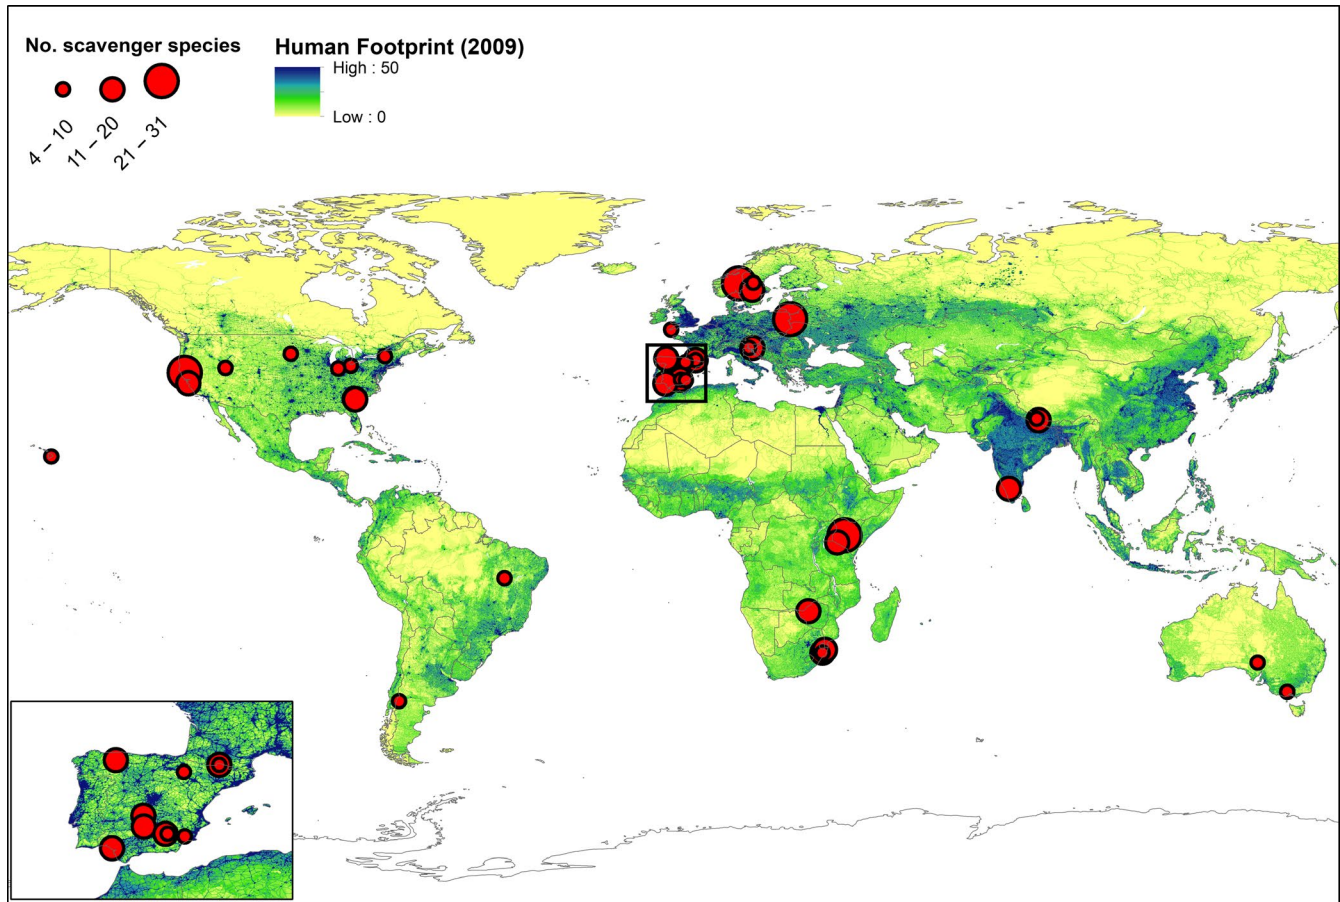 No. scavenger species
4 – 10
11 – 20
21 – 31
Human Footprint (2009)
High : 50
Low : 0